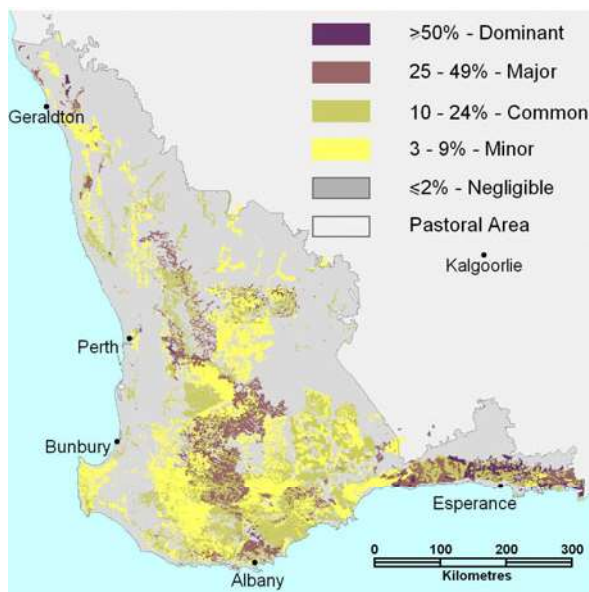 >50% - Dominant
25 - 49% - Major
10 - 24% - Common
3 - 9% - Minor
⩽2% - Negligible
Pastoral Area
Geraldton
Kalgoorlie
Perth
Bunbury
Esperance
Albany
0 100 200 300
Kilometres